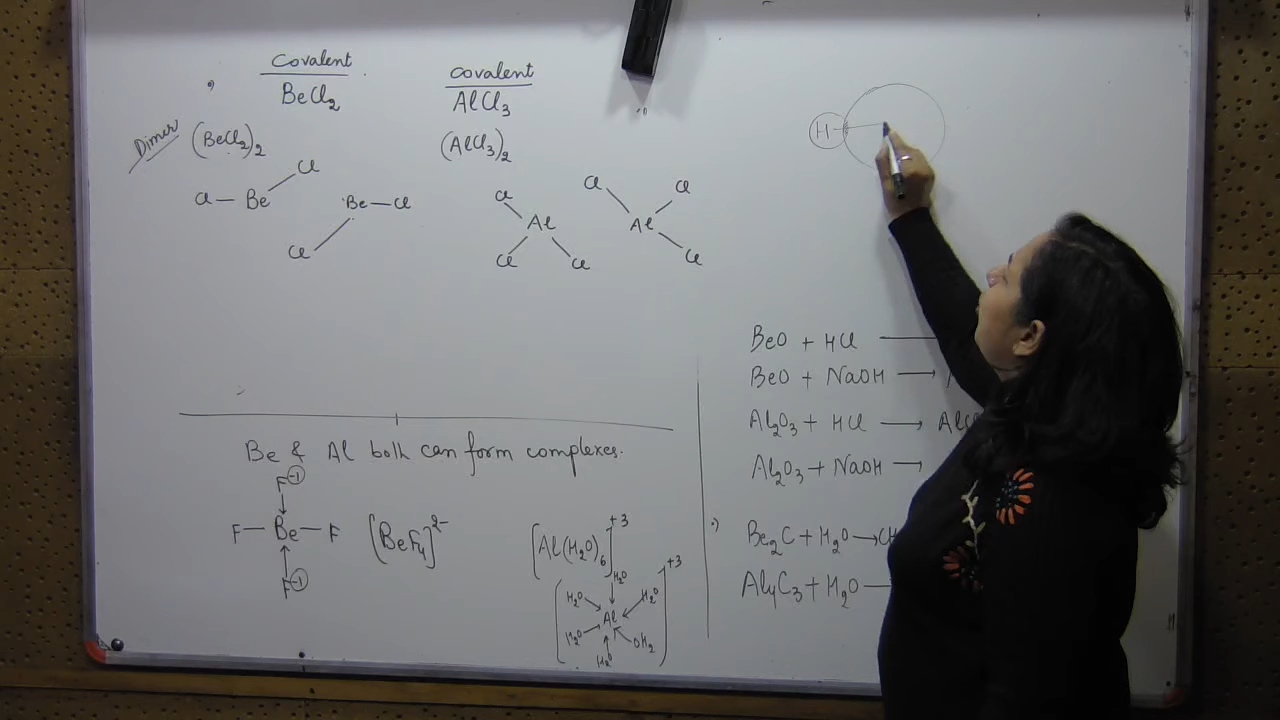 Covalent
BeCl2
covalent
AlCl3
Dimer (BeCl2)2
(AlCl3)2
Cl — Be Cl
Be — Cl
Cl
Cl Al Cl Cl
Cl Cl Al Cl
H
BeO + HCl ⟶
BeO + NaOH ⟶
Al2O3 + HCl ⟶ AlCl
Al2O3 + NaOH ⟶
Be2C + H2O ⟶ CH
Al4C3 + H2O ⟶
Be & Al both can form complexes.
F -1
F — Be — F
F -1
[BeF4]2-
[Al(H2O)6]+3
H2O
H2O H2O
Al
H2O OH2
H2O
+3